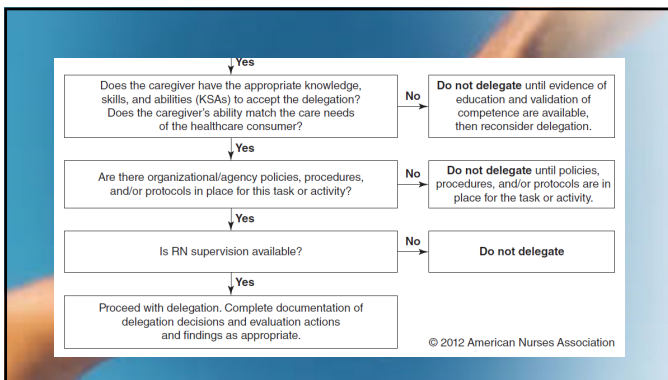 Yes
Does the caregiver have the appropriate knowledge,
skills, and abilities (KSAs) to accept the delegation?
Does the caregiver's ability match the care needs
of the healthcare consumer?
No
Do not delegate until evidence of
education and validation of
competence are available,
then reconsider delegation.
Yes
Are there organizational/agency policies, procedures,
and/or protocols in place for this task or activity?
No
Do not delegate until policies,
procedures, and/or protocols are in
place for the task or activity.
Yes
Is RN supervision available?
No
Do not delegate
Yes
Proceed with delegation. Complete documentation of
delegation decisions and evaluation actions
and findings as appropriate.
© 2012 American Nurses Association